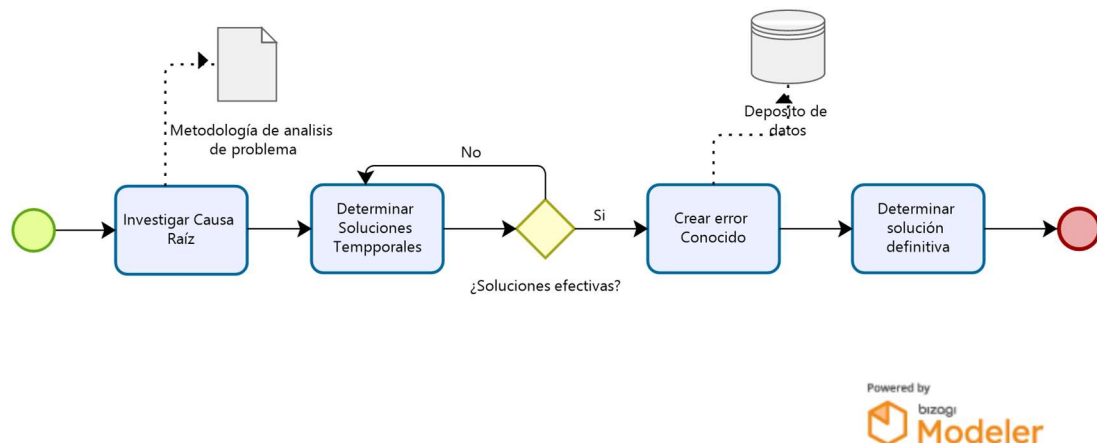 Metodología de analisis
de problema
Deposito de
datos
No
Investigar Causa
Raíz
Determinar
Soluciones
Tempporales
Si
Crear error
Conocido
Determinar
solución
definitiva
¿Soluciones efectivas?
Powered by
bizagi
Modeler